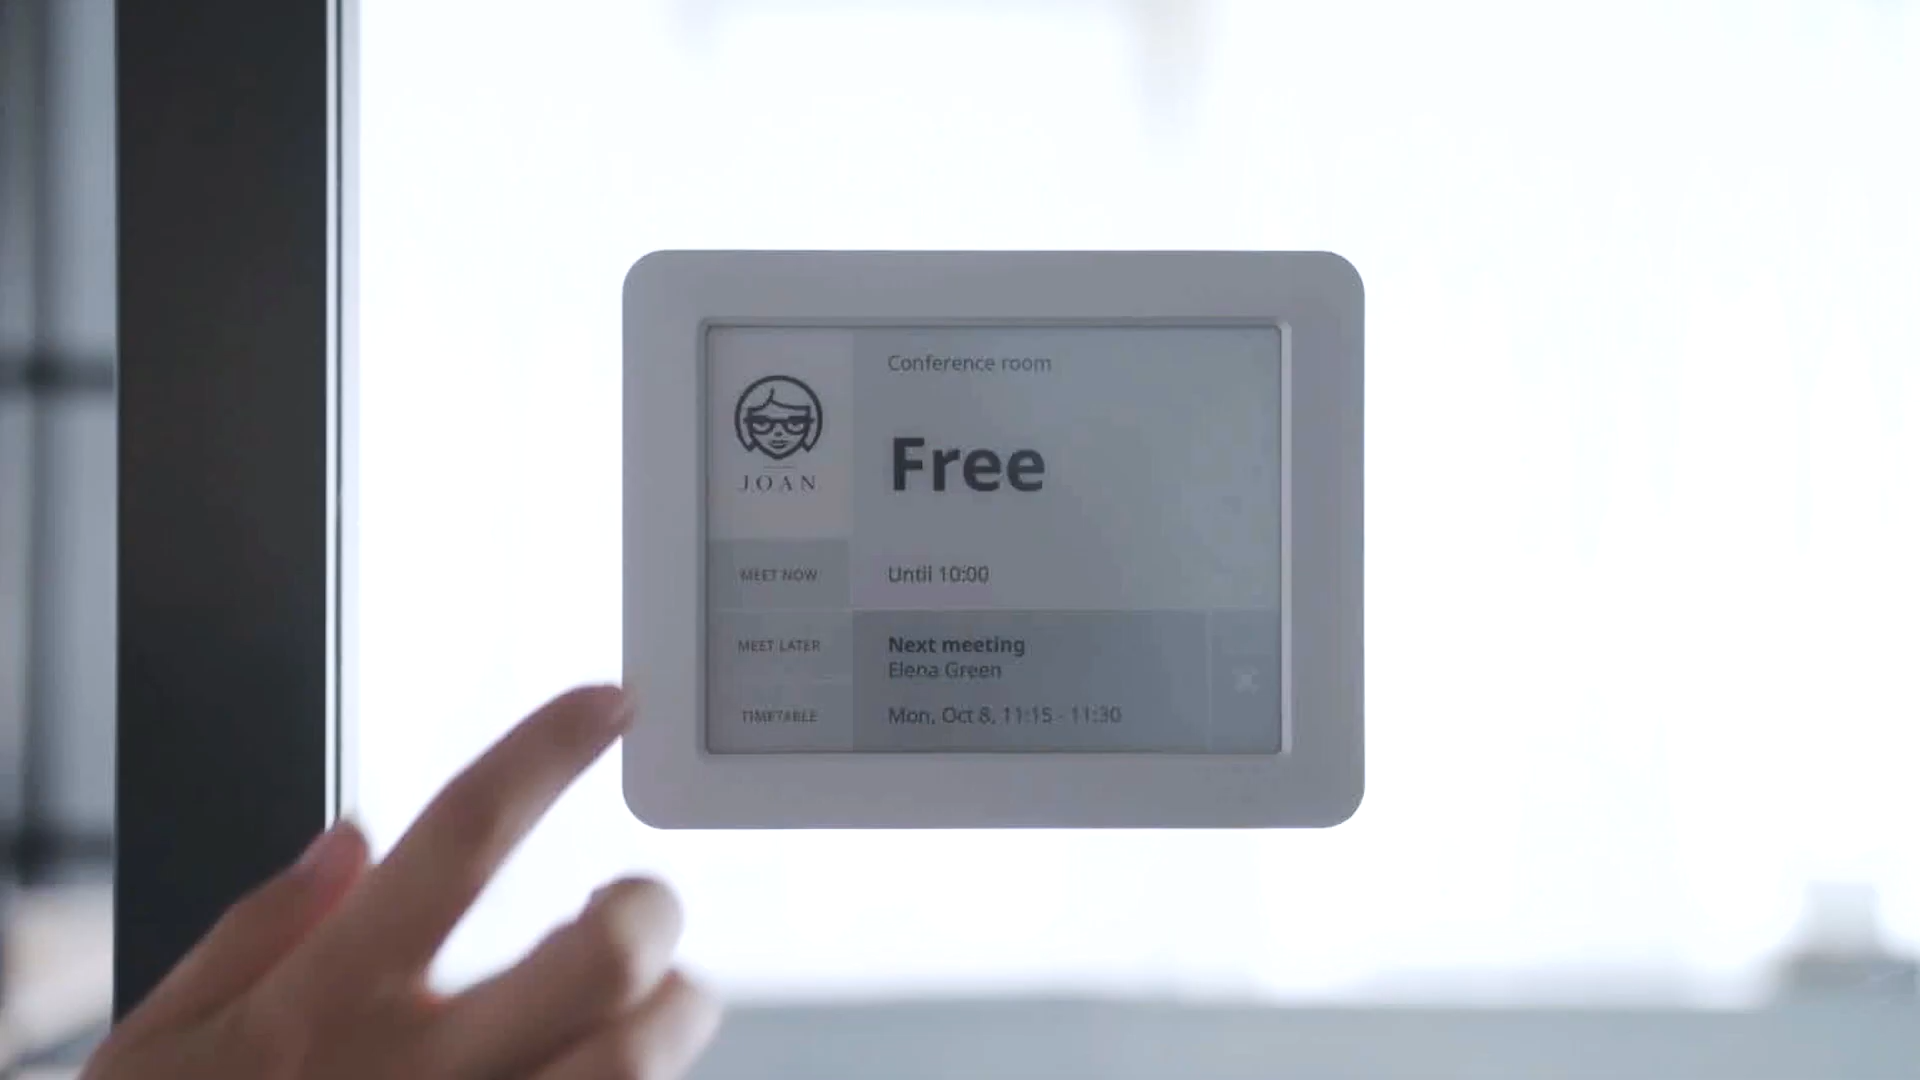 Conference room
JOAN
Free
MEET NOW
Until 10:00
MEET LATER
Next meeting
Elena Green
TIMETABLE
Mon, Oct 8, 11:15 - 11:30